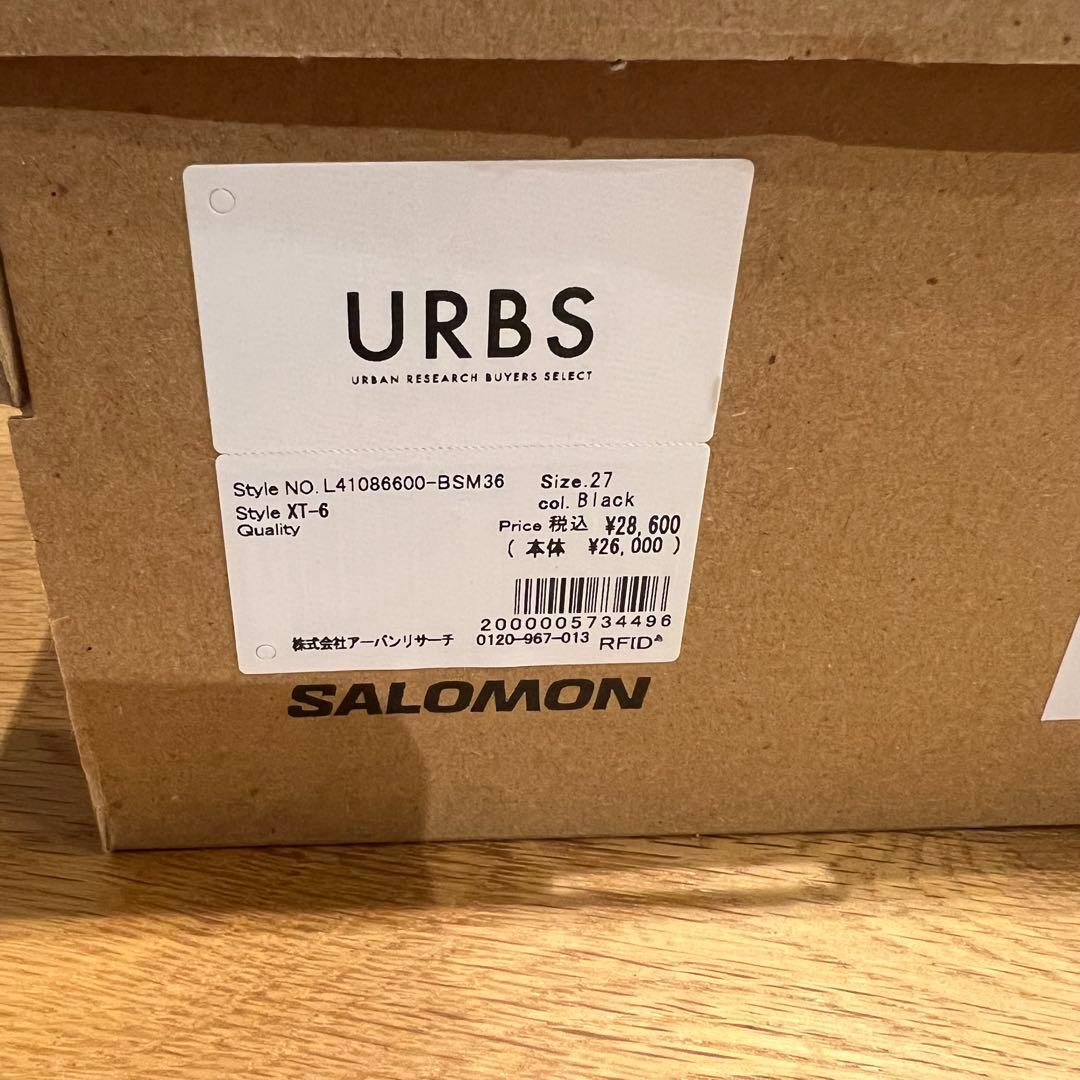 URBS
URBAN RESEARCH BUYERS SELECT
Style NO. L41086600-BSM36 Size.27
Style XT-6 col. Black
Quality Price 税込 ¥28,600
( 本体 ¥26,000 )
2000005734496
株式会社アーバンリサーチ 0120-967-013 RFID
SALOMON